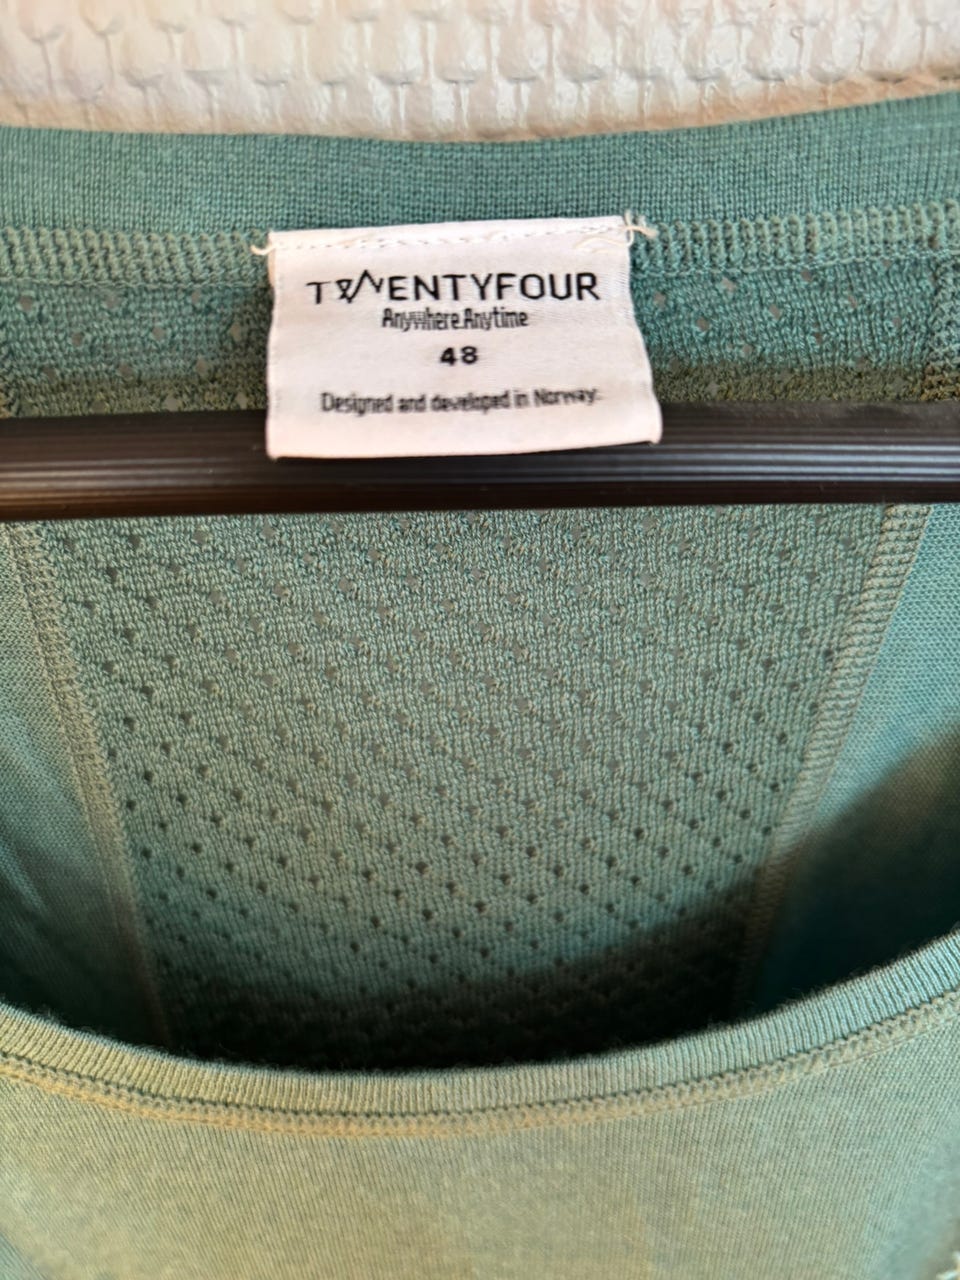 TWENTYFOUR
Anywhere.Anytime
48
Designed and developed in Norway.